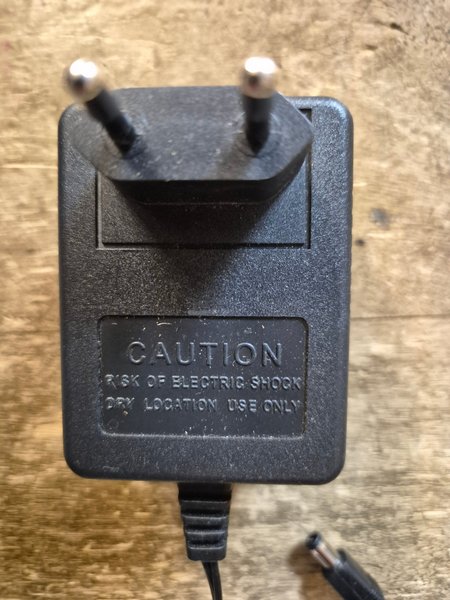 CAUTION
RISK OF ELECTRIC SHOCK
DRY LOCATION USE ONLY